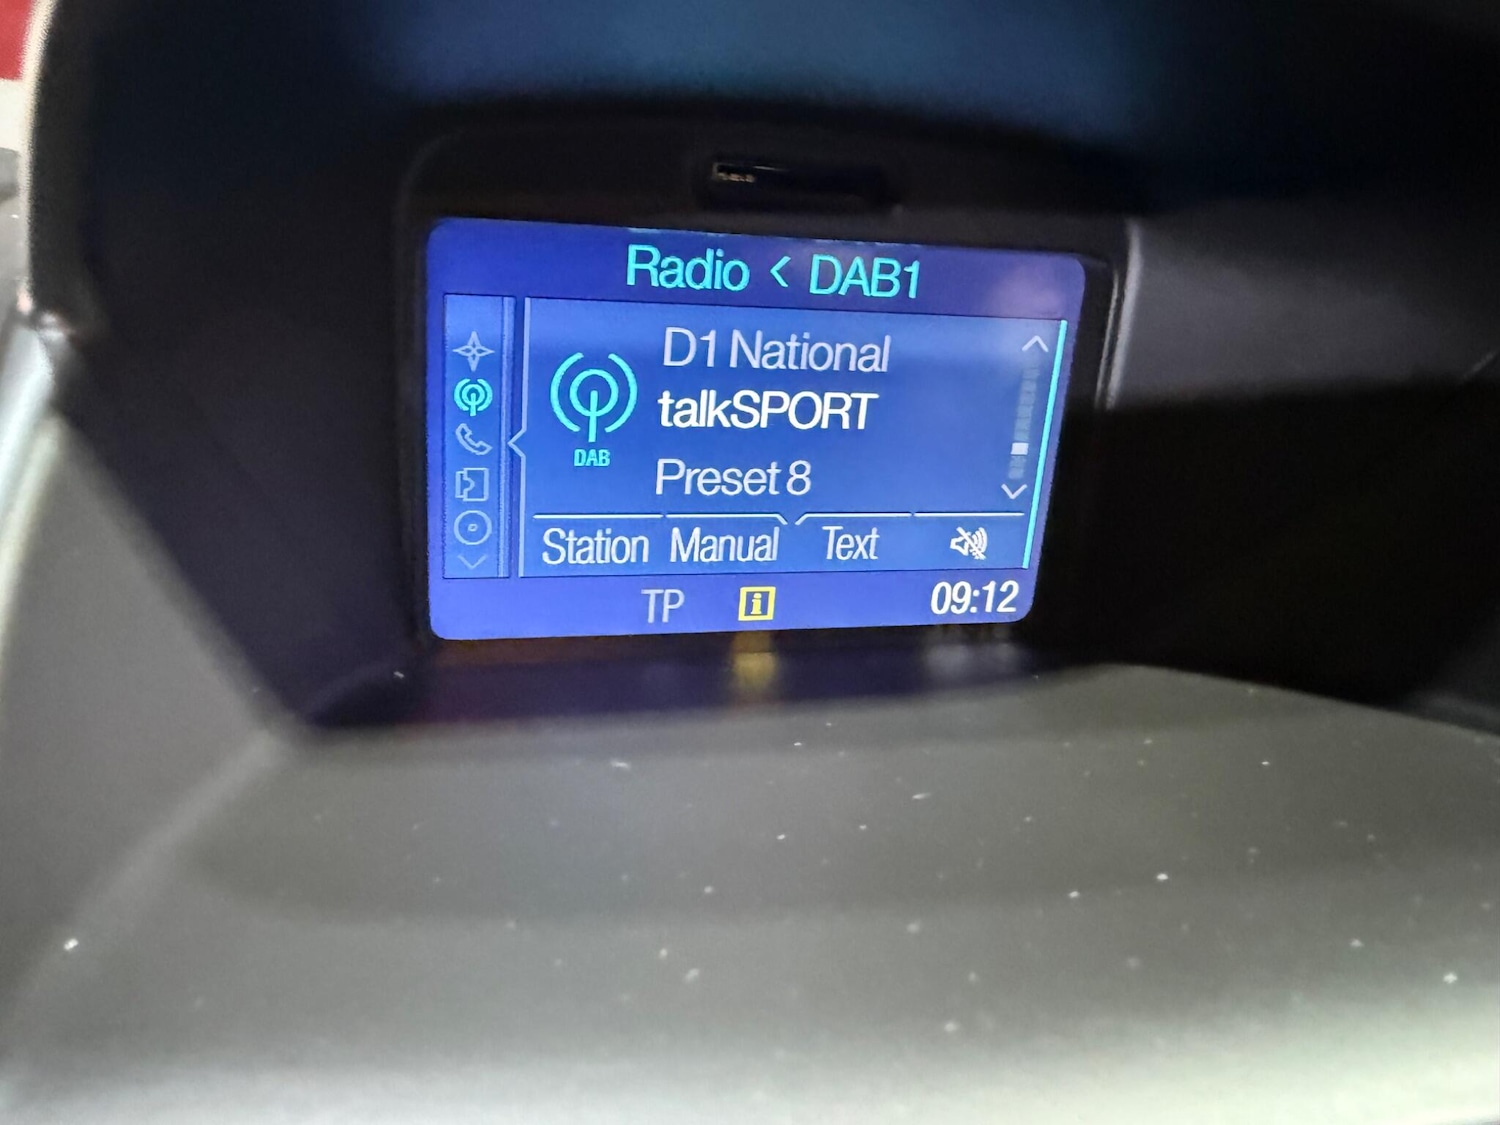 Radio < DAB1
D1 National
talkSPORT
DAB
Preset 8
Station Manual Text
TP i 09:12